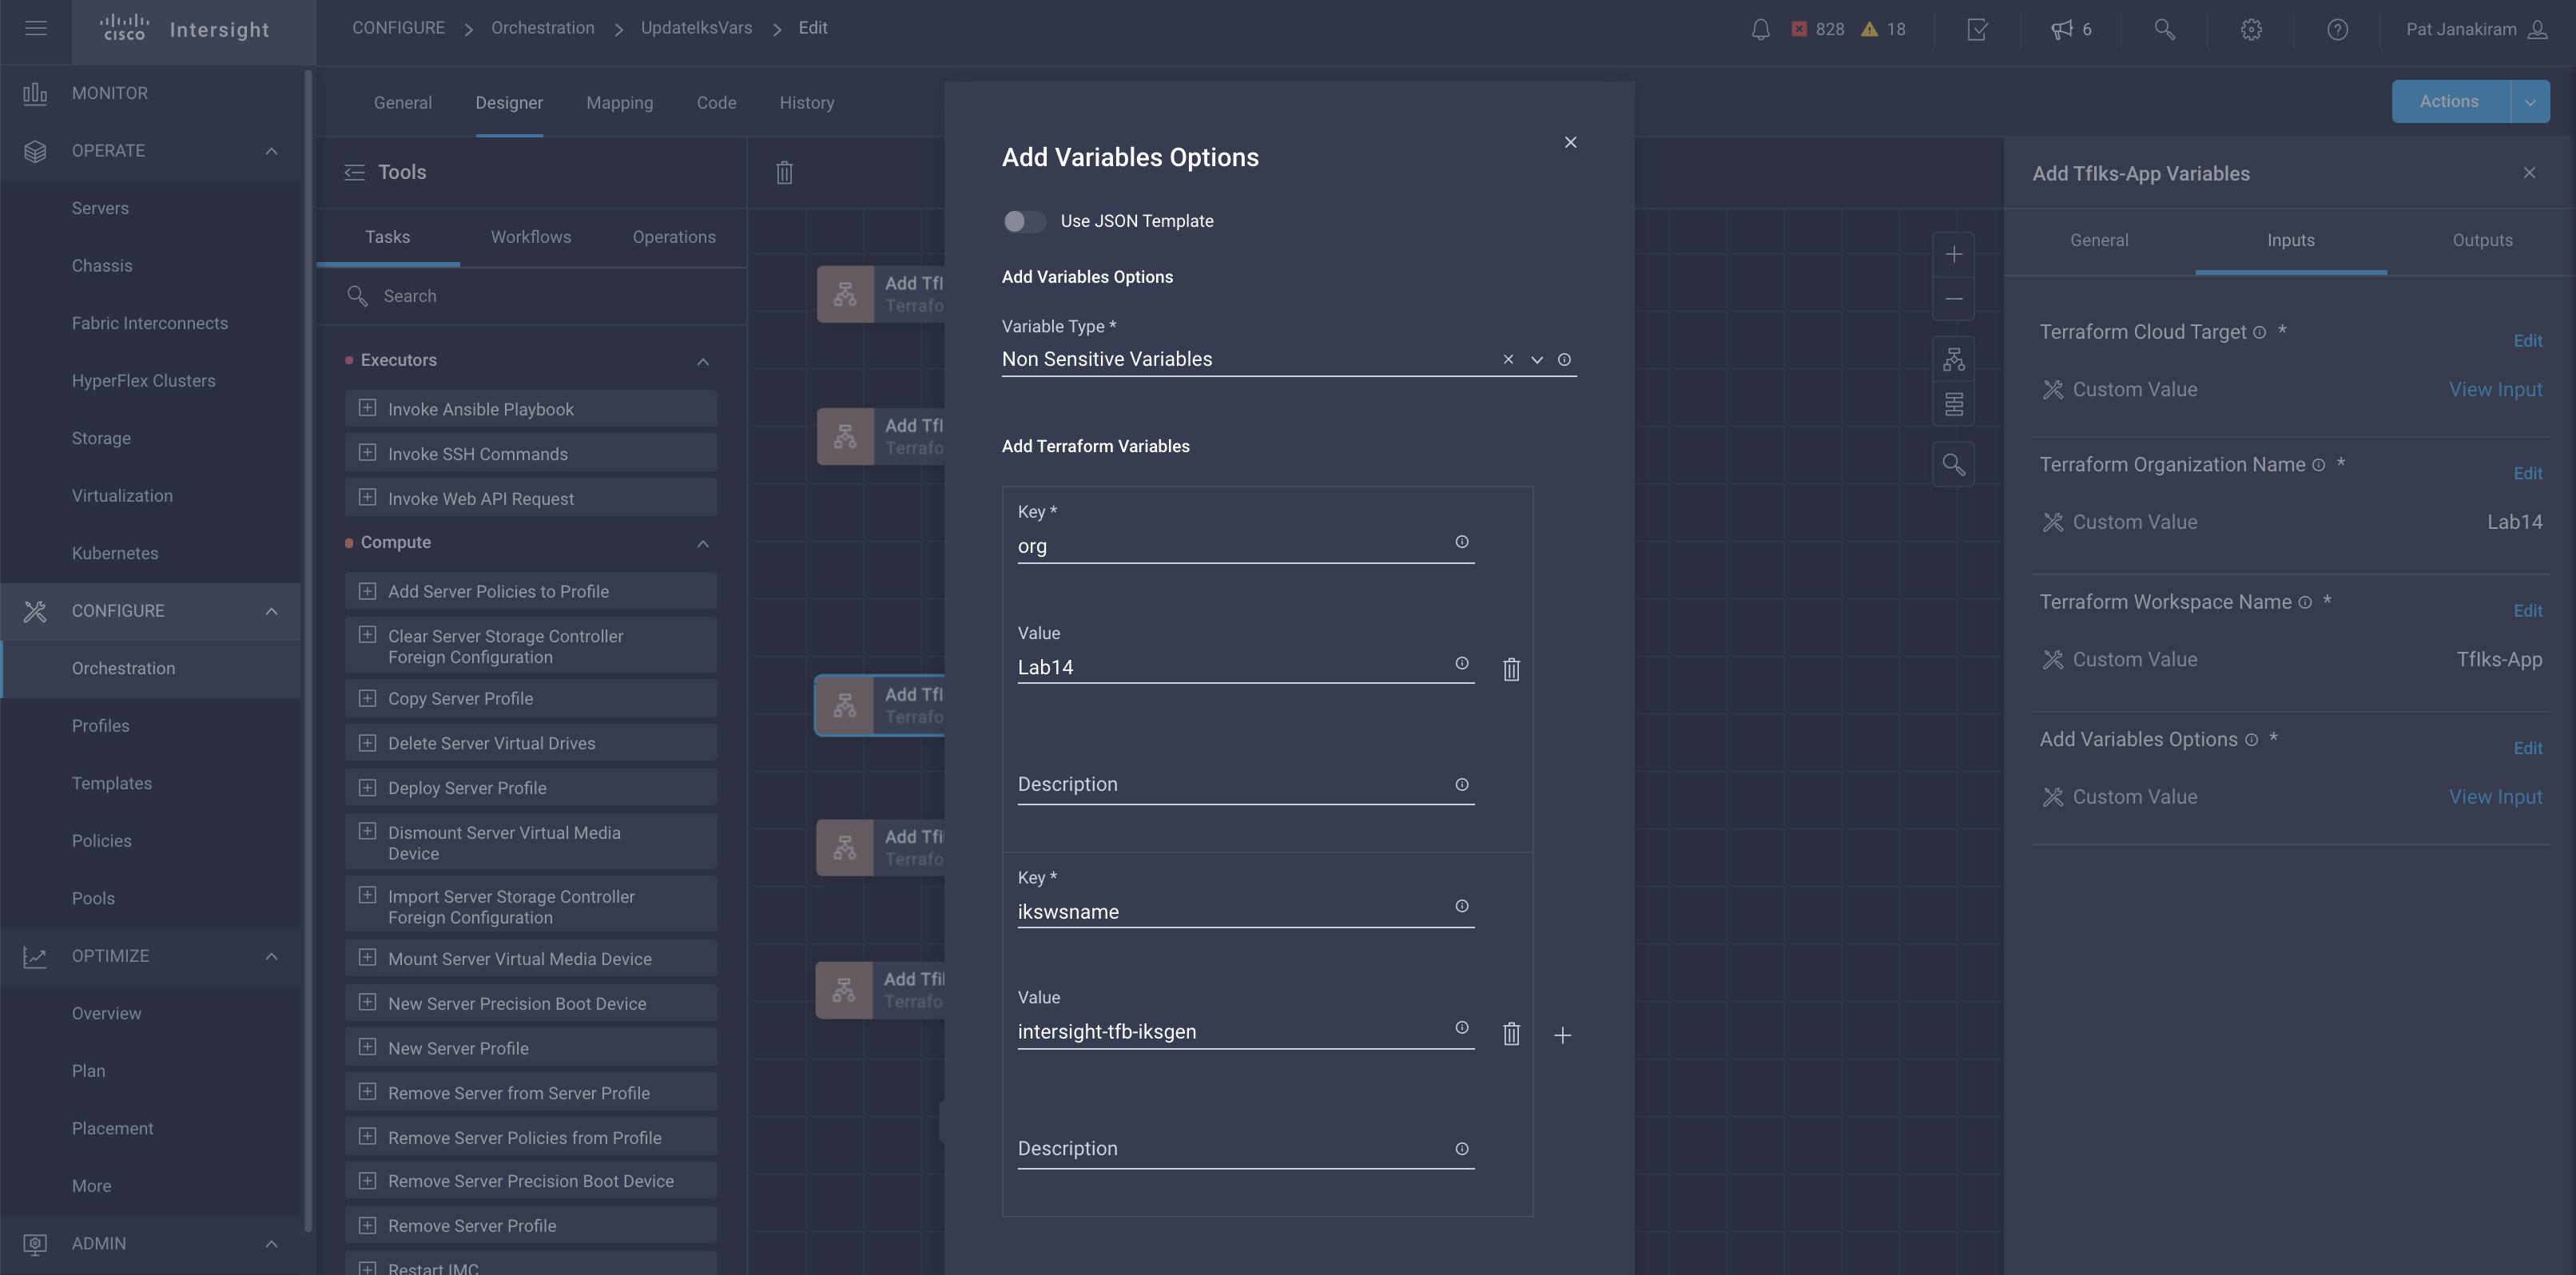 cisco Intersight
CONFIGURE > Orchestration > UpdateIksVars > Edit
828 18
6
Pat Janakiram
MONITOR
OPERATE
Servers
Chassis
Fabric Interconnects
HyperFlex Clusters
Storage
Virtualization
Kubernetes
CONFIGURE
Orchestration
Profiles
Templates
Policies
Pools
OPTIMIZE
Overview
Plan
Placement
More
ADMIN
General Designer Mapping Code History
Actions
Tools
Tasks Workflows Operations
Search
Executors
Invoke Ansible Playbook
Invoke SSH Commands
Invoke Web API Request
Compute
Add Server Policies to Profile
Clear Server Storage Controller
Foreign Configuration
Copy Server Profile
Delete Server Virtual Drives
Deploy Server Profile
Dismount Server Virtual Media
Device
Import Server Storage Controller
Foreign Configuration
Mount Server Virtual Media Device
New Server Precision Boot Device
New Server Profile
Remove Server from Server Profile
Remove Server Policies from Profile
Remove Server Precision Boot Device
Remove Server Profile
Restart IMC
Add TfI
Terrafo
Add TfI
Terrafo
Add TfI
Terrafo
Add Tfi
Terrafo
Add Tfi
Terrafo
Add Variables Options
Use JSON Template
Add Variables Options
Variable Type *
Non Sensitive Variables
Add Terraform Variables
Key *
org
Value
Lab14
Description
Key *
ikswsname
Value
intersight-tfb-iksgen
Description
Add TfIks-App Variables
General Inputs Outputs
Terraform Cloud Target *
Edit
Custom Value View Input
Terraform Organization Name *
Edit
Custom Value Lab14
Terraform Workspace Name *
Edit
Custom Value TfIks-App
Add Variables Options *
Edit
Custom Value View Input